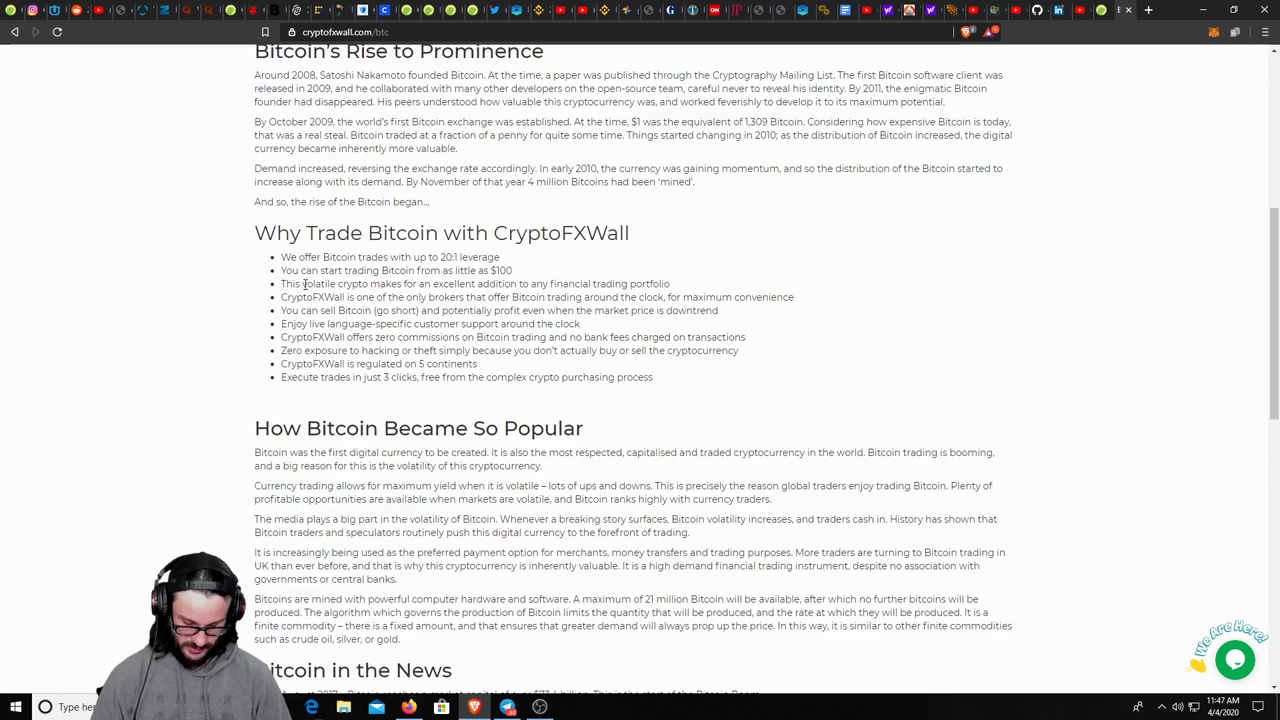 cryptofxwall.com/btc
Bitcoin's Rise to Prominence
Around 2008, Satoshi Nakamoto founded Bitcoin. At the time, a paper was published through the Cryptography Mailing List. The first Bitcoin software client was
released in 2009, and he collaborated with many other developers on the open-source team, careful never to reveal his identity. By 2011, the enigmatic Bitcoin
founder had disappeared. His peers understood how valuable this cryptocurrency was, and worked feverishly to develop it to its maximum potential.
By October 2009, the world's first Bitcoin exchange was established. At the time, $1 was the equivalent of 1,309 Bitcoin. Considering how expensive Bitcoin is today,
that was a real steal. Bitcoin traded at a fraction of a penny for quite some time. Things started changing in 2010; as the distribution of Bitcoin increased, the digital
currency became inherently more valuable.
Demand increased, reversing the exchange rate accordingly. In early 2010, the currency was gaining momentum, and so the distribution of the Bitcoin started to
increase along with its demand. By November of that year 4 million Bitcoins had been 'mined'.
And so, the rise of the Bitcoin began...
Why Trade Bitcoin with CryptoFXWall
We offer Bitcoin trades with up to 20:1 leverage
You can start trading Bitcoin from as little as $100
This volatile crypto makes for an excellent addition to any financial trading portfolio
CryptoFXWall is one of the only brokers that offer Bitcoin trading around the clock, for maximum convenience
You can sell Bitcoin (go short) and potentially profit even when the market price is downtrend
Enjoy live language-specific customer support around the clock
CryptoFXWall offers zero commissions on Bitcoin trading and no bank fees charged on transactions
Zero exposure to hacking or theft simply because you don't actually buy or sell the cryptocurrency
CryptoFXWall is regulated on 5 continents
Execute trades in just 3 clicks, free from the complex crypto purchasing process
How Bitcoin Became So Popular
Bitcoin was the first digital currency to be created. It is also the most respected, capitalised and traded cryptocurrency in the world. Bitcoin trading is booming,
and a big reason for this is the volatility of this cryptocurrency.
Currency trading allows for maximum yield when it is volatile – lots of ups and downs. This is precisely the reason global traders enjoy trading Bitcoin. Plenty of
profitable opportunities are available when markets are volatile, and Bitcoin ranks highly with currency traders.
The media plays a big part in the volatility of Bitcoin. Whenever a breaking story surfaces, Bitcoin volatility increases, and traders cash in. History has shown that
Bitcoin traders and speculators routinely push this digital currency to the forefront of trading.
It is increasingly being used as the preferred payment option for merchants, money transfers and trading purposes. More traders are turning to Bitcoin trading in
UK than ever before, and that is why this cryptocurrency is inherently valuable. It is a high demand financial trading instrument, despite no association with
governments or central banks.
Bitcoins are mined with powerful computer hardware and software. A maximum of 21 million Bitcoin will be available, after which no further bitcoins will be
produced. The algorithm which governs the production of Bitcoin limits the quantity that will be produced, and the rate at which they will be produced. It is a
finite commodity – there is a fixed amount, and that ensures that greater demand will always prop up the price. In this way, it is similar to other finite commodities
such as crude oil, silver, or gold.
itcoin in the News
We Are Here!
Type he
11:47 AM
4/4/2020